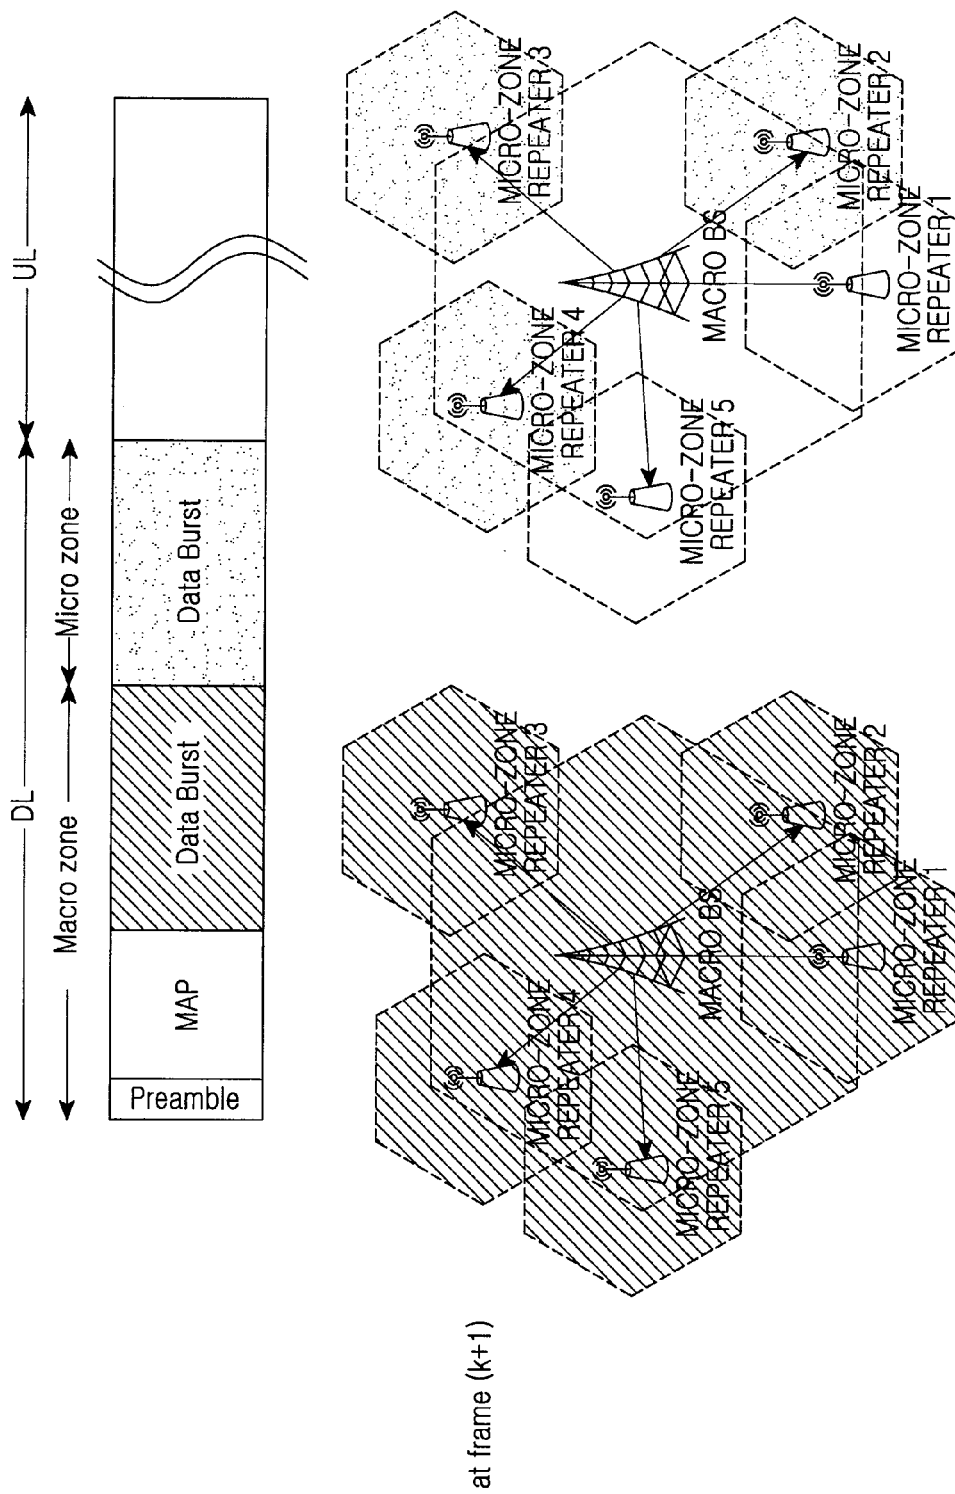 DL
UL
Macro zone
Micro zone
Preamble
MAP
Data Burst
Data Burst
at frame (k+1)
MICRO-ZONE
REPEATER 3
MICRO-ZONE
REPEATER 4
MICRO-ZONE
REPEATER 5
MACRO BS
MICRO-ZONE
REPEATER 2
MICRO-ZONE
REPEATER 1
MICRO-ZONE
REPEATER 3
MICRO-ZONE
REPEATER 4
MICRO-ZONE
REPEATER 5
MACRO BS
MICRO-ZONE
REPEATER 2
MICRO-ZONE
REPEATER 1